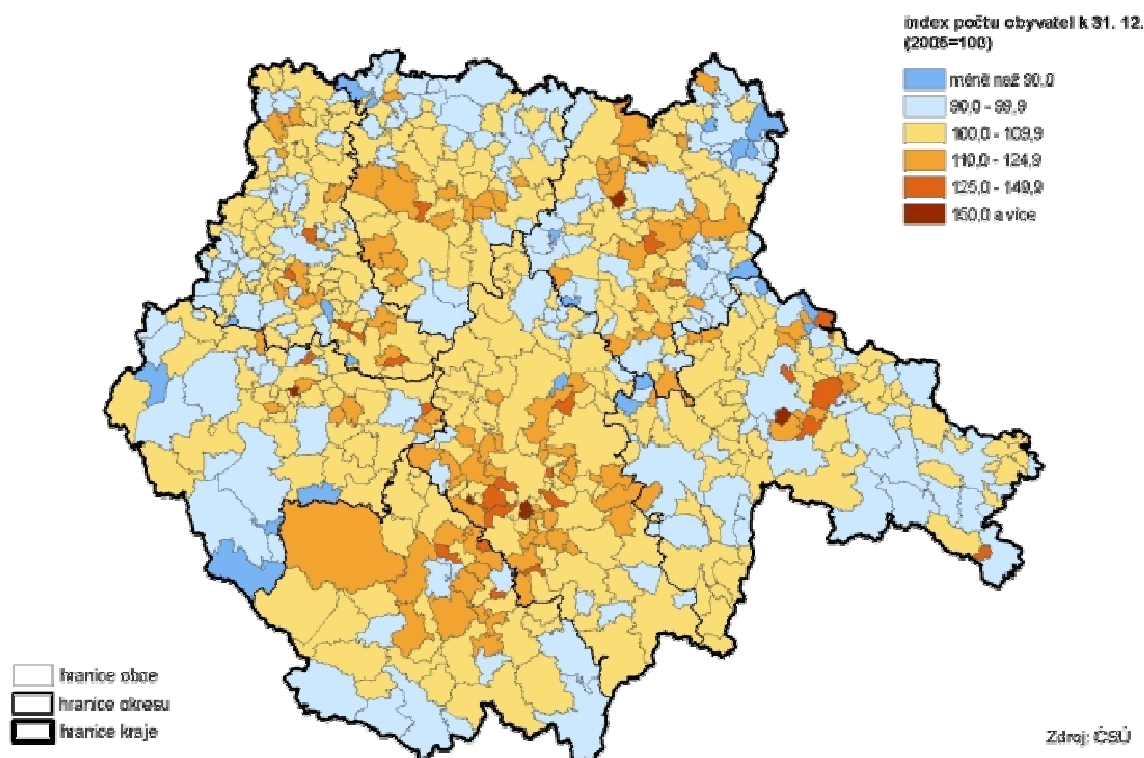 index počtu obyvatel k 31. 12.
(2005=100)
méně než 90,0
90,0 - 99,9
100,0 - 109,9
110,0 - 124,9
125,0 - 149,9
150,0 a více
hranice obce
hranice okresu
hranice kraje
Zdroj: ČSÚ